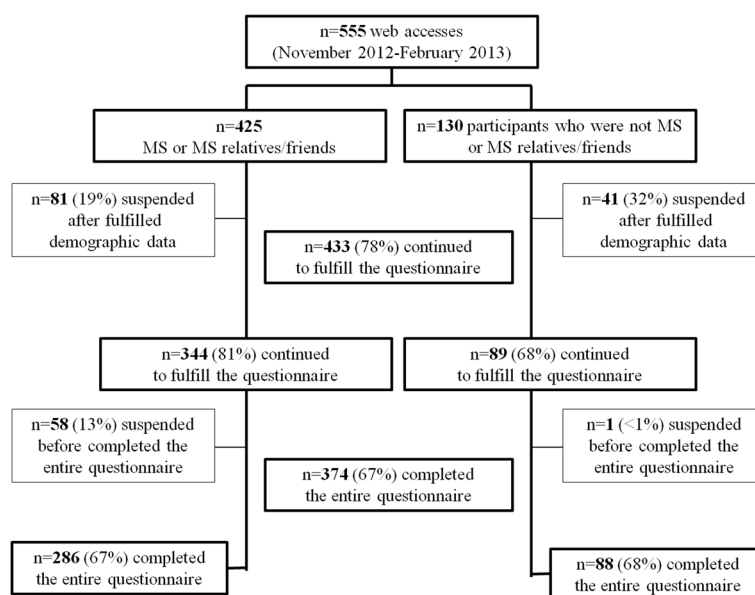 n=555 web accesses
(November 2012-February 2013)
n=425
MS or MS relatives/friends
n=130 participants who were not MS
or MS relatives/friends
n=81 (19%) suspended
after fulfilled
demographic data
n=41 (32%) suspended
after fulfilled
demographic data
n=433 (78%) continued
to fulfill the questionnaire
n=344 (81%) continued
to fulfill the questionnaire
n=89 (68%) continued
to fulfill the questionnaire
n=58 (13%) suspended
before completed the
entire questionnaire
n=1 (<1%) suspended
before completed the
entire questionnaire
n=374 (67%) completed
the entire questionnaire
n=286 (67%) completed
the entire questionnaire
n=88 (68%) completed
the entire questionnaire